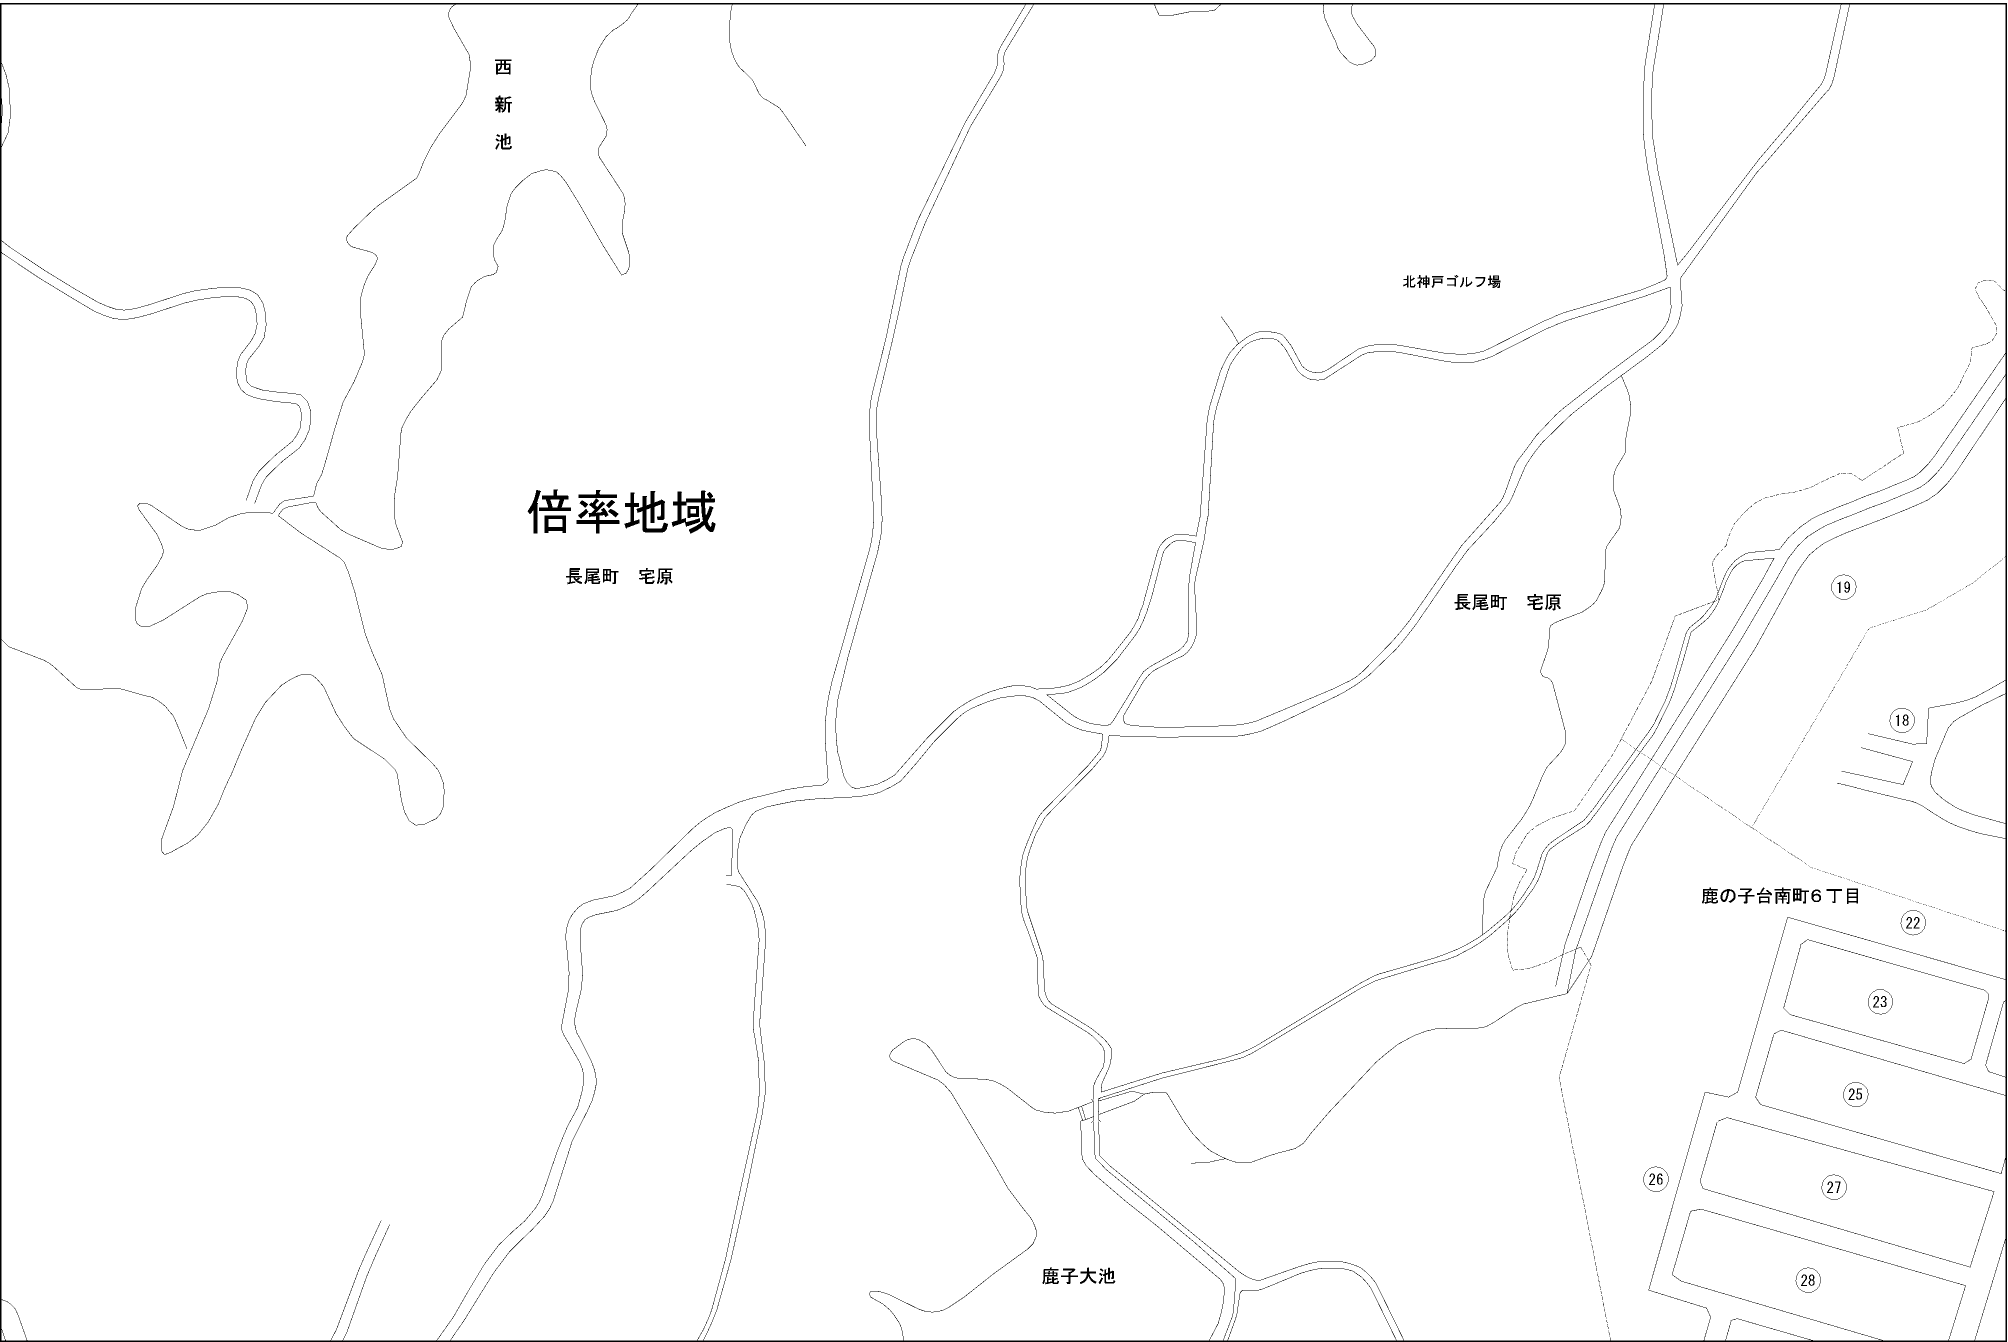 西新池
北神戸ゴルフ場
倍率地域
長尾町　宅原
長尾町　宅原
19
18
鹿の子台南町６丁目
22
23
25
26
27
鹿子大池
28